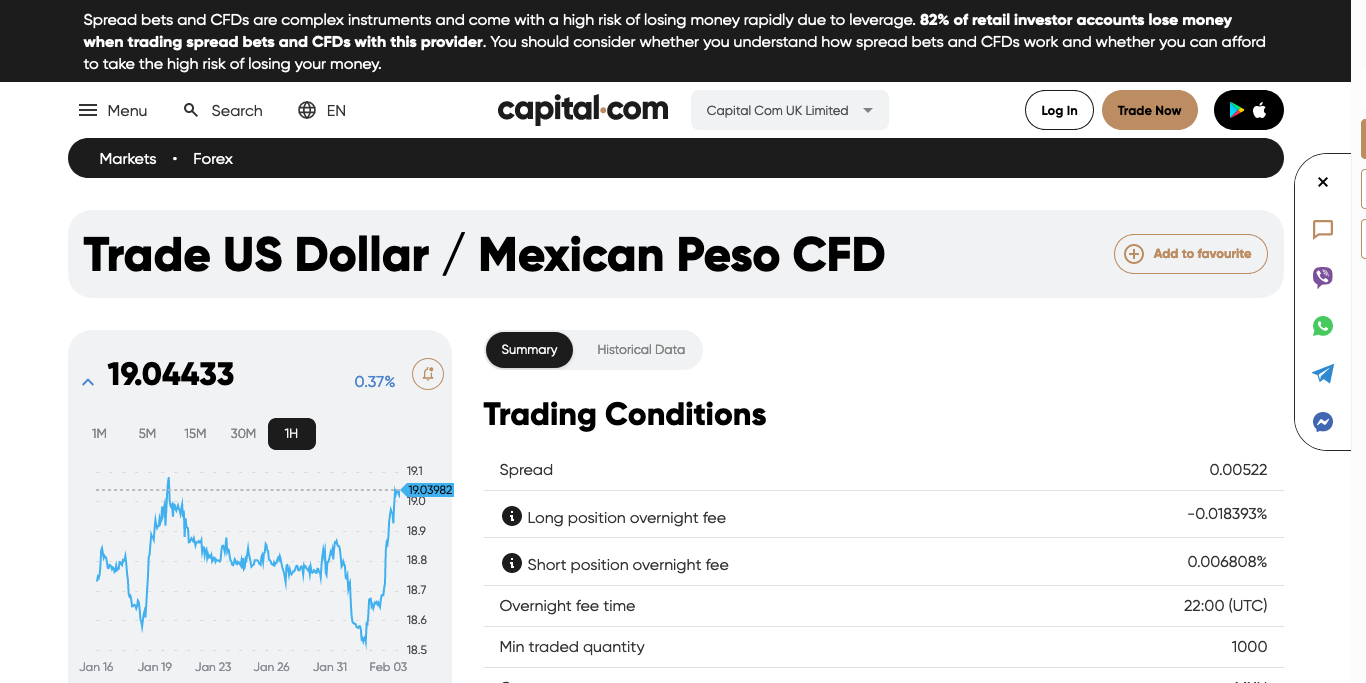 Spread bets and CFDs are complex instruments and come with a high risk of losing money rapidly due to leverage. 82% of retail investor accounts lose money
when trading spread bets and CFDs with this provider. You should consider whether you understand how spread bets and CFDs work and whether you can afford
to take the high risk of losing your money.
Menu
Search
EN
capital.com
Capital Com UK Limited
Log In
Trade Now
Markets • Forex
Trade US Dollar / Mexican Peso CFD
Add to favourite
19.04433
0.37%
1M 5M 15M 30M 1H
19.1
19.03982
19.0
18.9
18.8
18.7
18.6
18.5
Jan 16 Jan 19 Jan 23 Jan 26 Jan 31 Feb 03
Summary
Historical Data
Trading Conditions
Spread 0.00522
Long position overnight fee -0.018393%
Short position overnight fee 0.006808%
Overnight fee time 22:00 (UTC)
Min traded quantity 1000